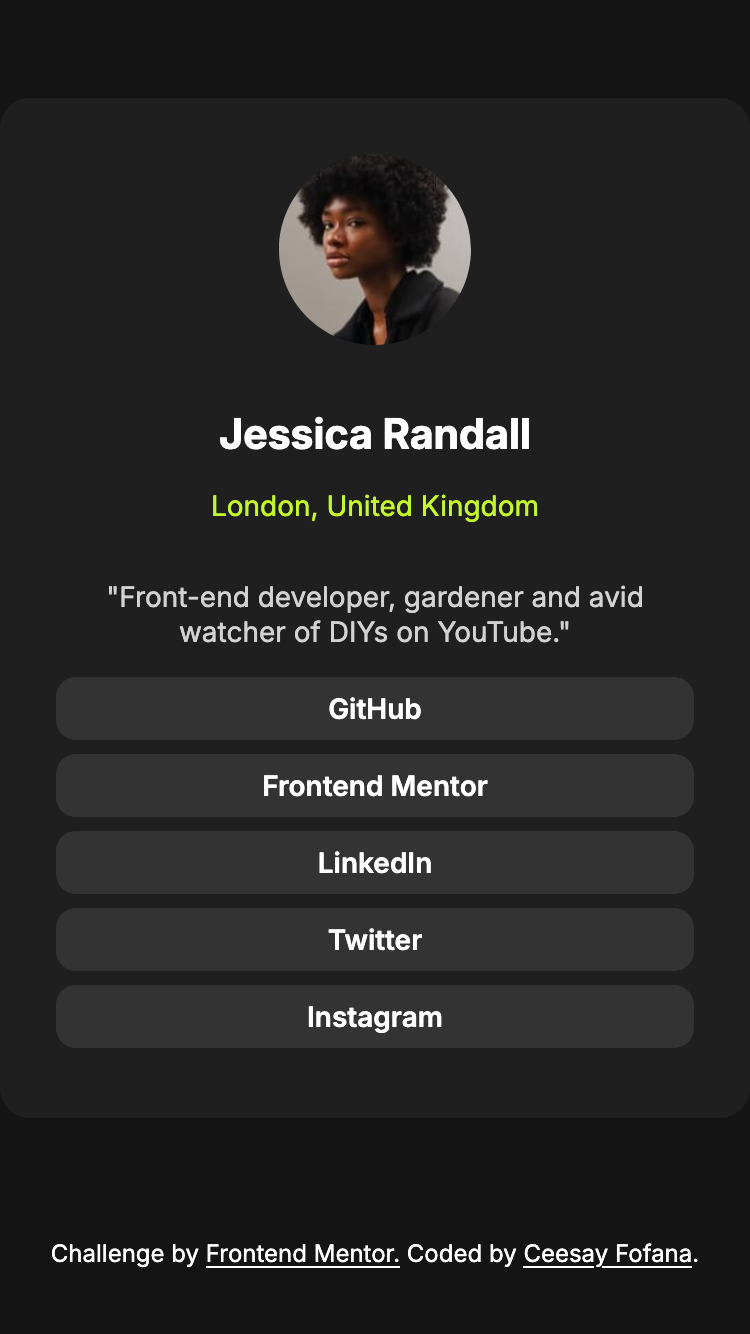 Jessica Randall
London, United Kingdom
"Front-end developer, gardener and avid
watcher of DIYs on YouTube."
GitHub
Frontend Mentor
LinkedIn
Twitter
Instagram
Challenge by Frontend Mentor. Coded by Ceesay Fofana.